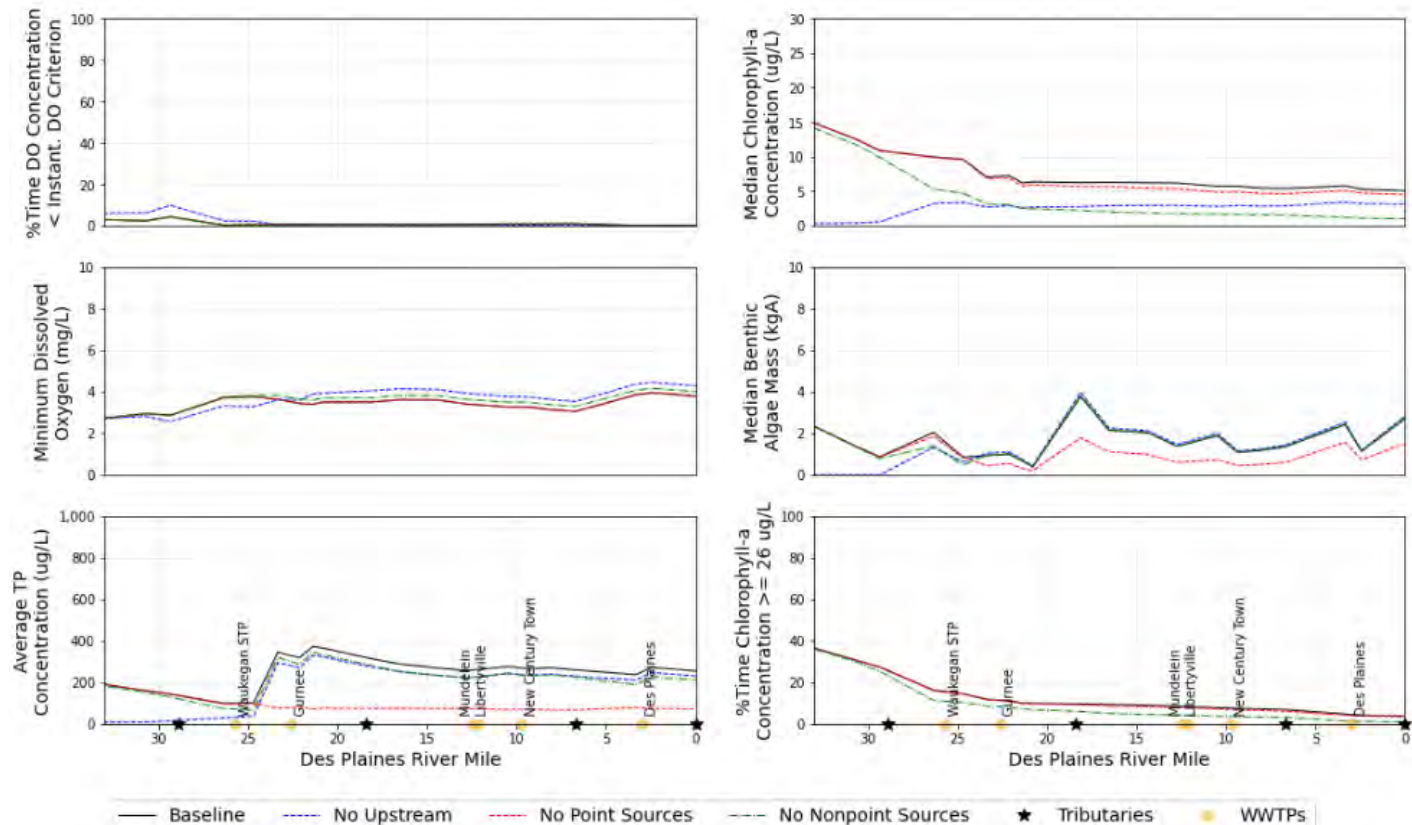 %Time DO Concentration
< Instant. DO Criterion
100
80
60
40
20
0
Median Chlorophyll-a
Concentration (ug/L)
30
25
20
15
10
5
0
Minimum Dissolved
Oxygen (mg/L)
10
8
6
4
2
0
Median Benthic
Algae Mass (kgA)
10
8
6
4
2
0
Average TP
Concentration (ug/L)
1,000
800
600
400
200
0
Waukegan STP
Gurnee
Mundelein
Libertyville
New Century Town
Des Plaines
30 25 20 15 10 5 0
Des Plaines River Mile
%Time Chlorophyll-a
Concentration >= 26 ug/L
100
80
60
40
20
0
Waukegan STP
Gurnee
Mundelein
Libertyville
New Century Town
Des Plaines
30 25 20 15 10 5 0
Des Plaines River Mile
Baseline No Upstream No Point Sources No Nonpoint Sources Tributaries WWTPs